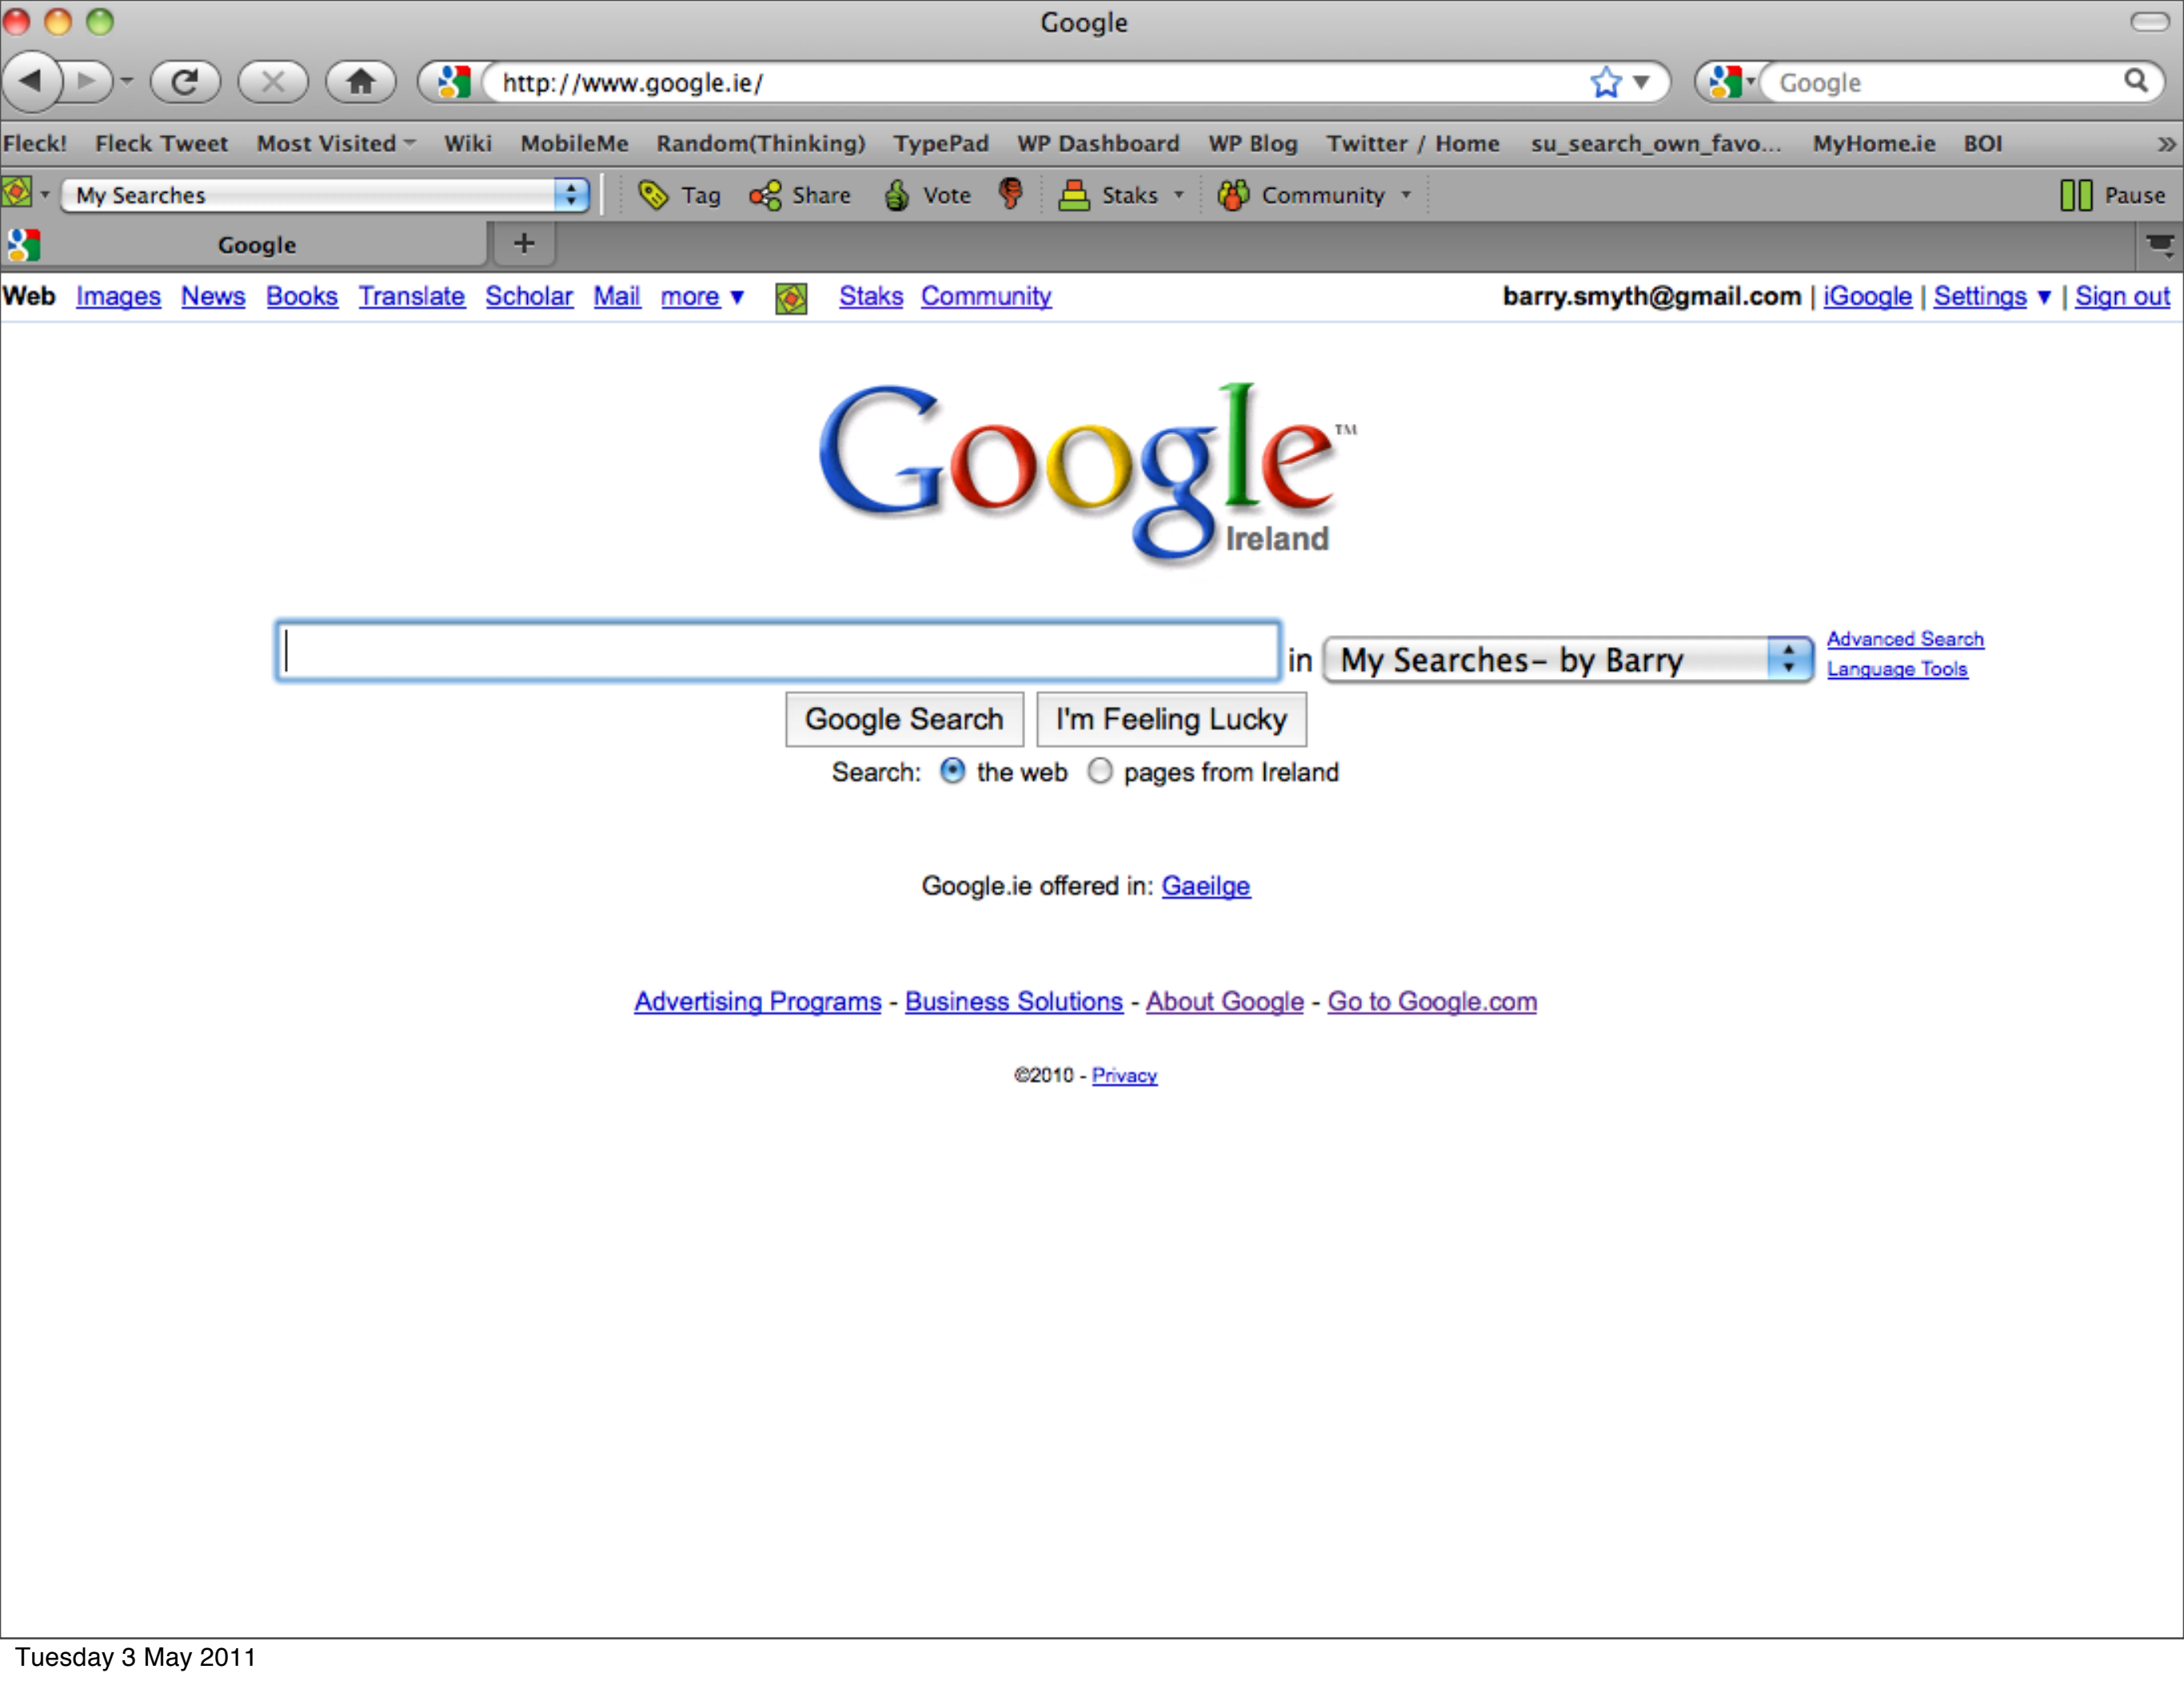 Google
http://www.google.ie/ Google
Fleck! Fleck Tweet Most Visited Wiki MobileMe Random(Thinking) TypePad WP Dashboard WP Blog Twitter / Home su_search_own_favo... MyHome.ie BOI »
My Searches Tag Share Vote Staks Community Pause
Google +
Web Images News Books Translate Scholar Mail more ▼ Staks Community barry.smyth@gmail.com | iGoogle | Settings ▼ | Sign out
Google™
Ireland
in My Searches- by Barry Advanced Search
Language Tools
Google Search I'm Feeling Lucky
Search: the web pages from Ireland
Google.ie offered in: Gaeilge
Advertising Programs - Business Solutions - About Google - Go to Google.com
©2010 - Privacy
Tuesday 3 May 2011